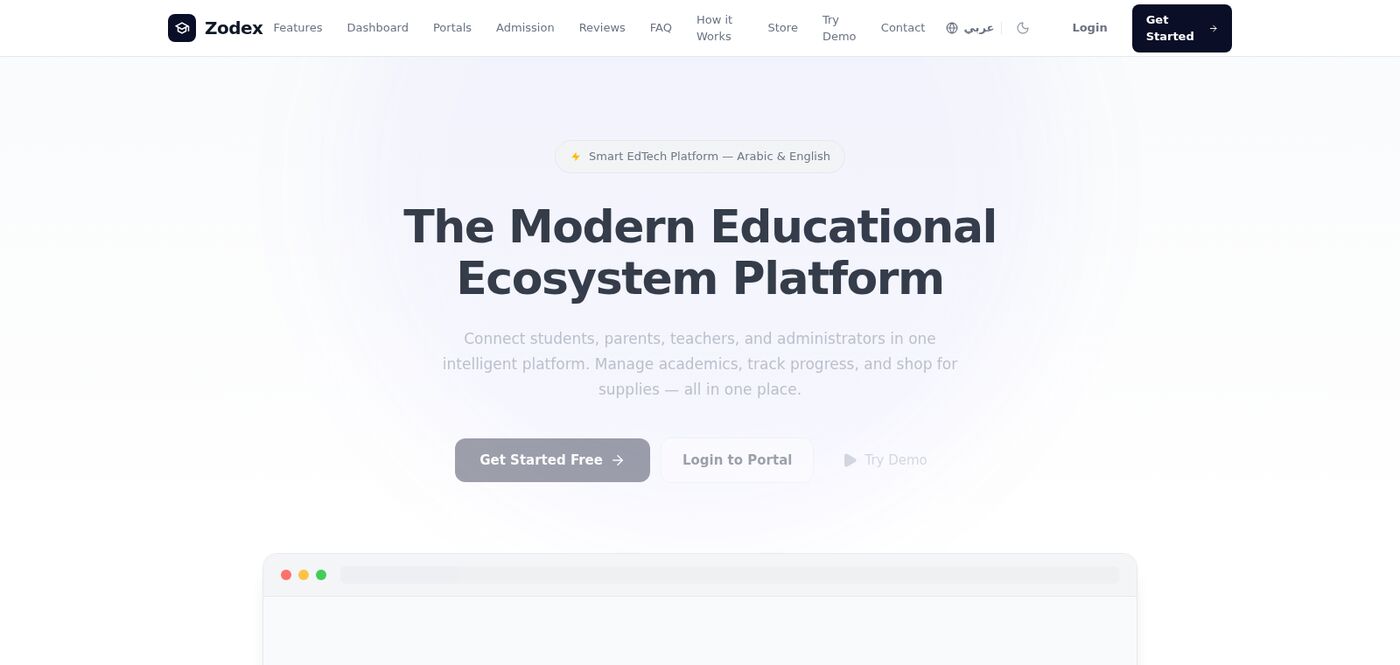 Zodex
Features
Dashboard
Portals
Admission
Reviews
FAQ
How it
Works
Store
Try
Demo
Contact
عربي
Login
Get
Started
Smart EdTech Platform — Arabic & English
The Modern Educational
Ecosystem Platform
Connect students, parents, teachers, and administrators in one
intelligent platform. Manage academics, track progress, and shop for
supplies — all in one place.
Get Started Free
Login to Portal
Try Demo